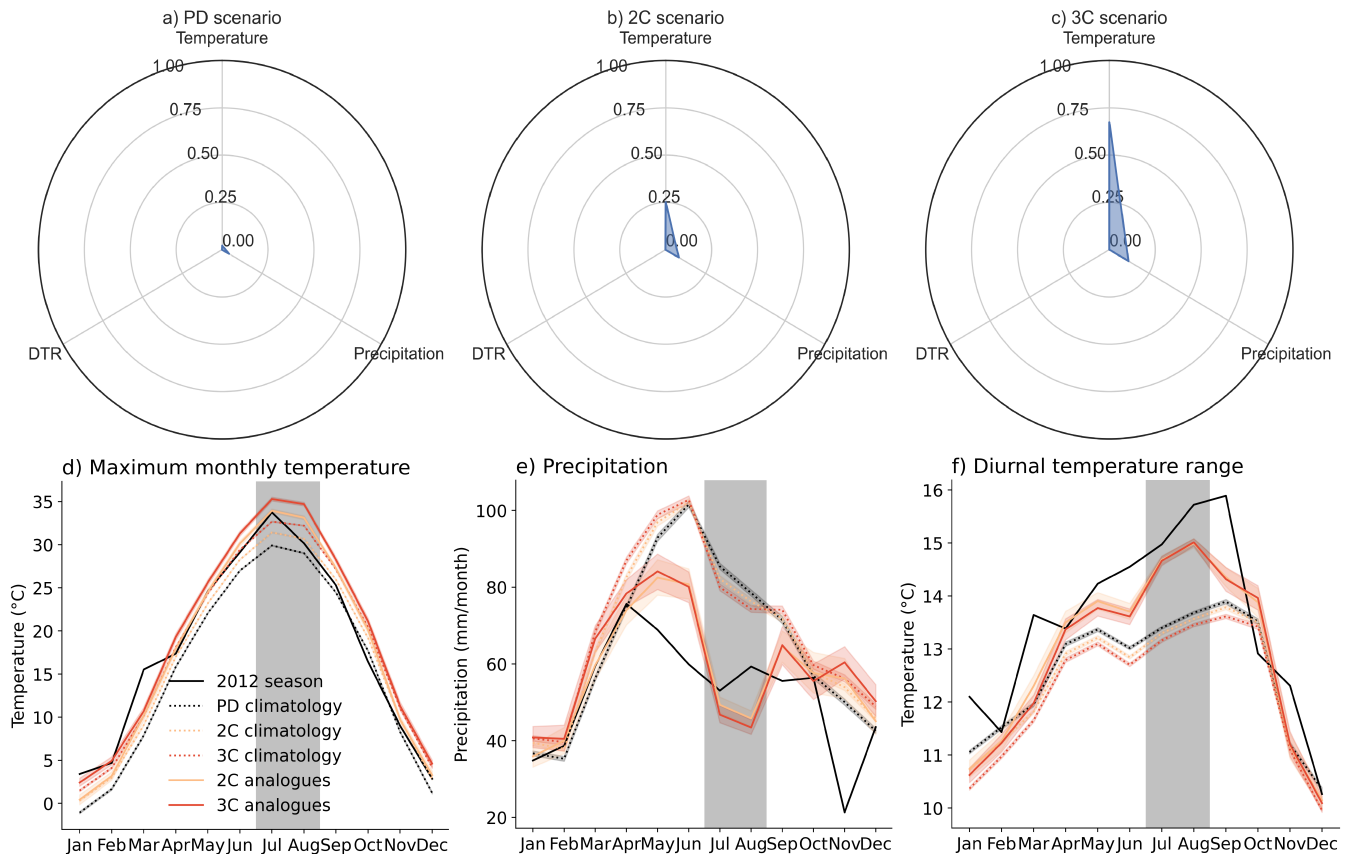 a) PD scenario
Temperature
1.00
0.75
0.50
0.25
0.00
DTR
Precipitation
b) 2C scenario
Temperature
1.00
0.75
0.50
0.25
0.00
DTR
Precipitation
c) 3C scenario
Temperature
1.00
0.75
0.50
0.25
0.00
DTR
Precipitation
d) Maximum monthly temperature
Temperature (°C)
35
30
25
20
15
10
5
0
2012 season
PD climatology
2C climatology
3C climatology
2C analogues
3C analogues
Jan Feb Mar Apr May Jun Jul Aug Sep Oct Nov Dec
e) Precipitation
Precipitation (mm/month)
100
80
60
40
20
Jan Feb Mar Apr May Jun Jul Aug Sep Oct Nov Dec
f) Diurnal temperature range
Temperature (°C)
16
15
14
13
12
11
10
Jan Feb Mar Apr May Jun Jul Aug Sep Oct Nov Dec